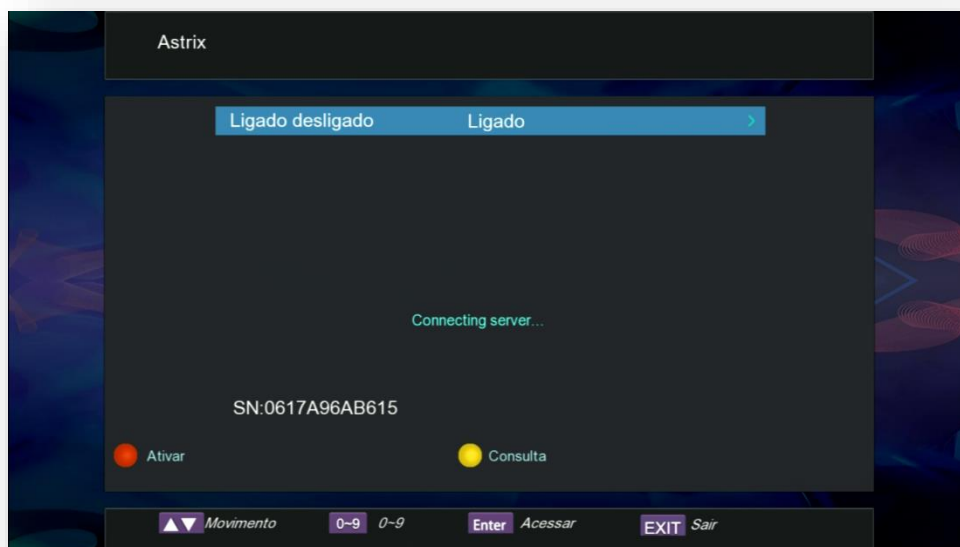 Astrix
Ligado desligado Ligado >
Connecting server...
SN:0617A96AB615
Ativar Consulta
▲▼ Movimento 0~9 0~9 Enter Acessar EXIT Sair